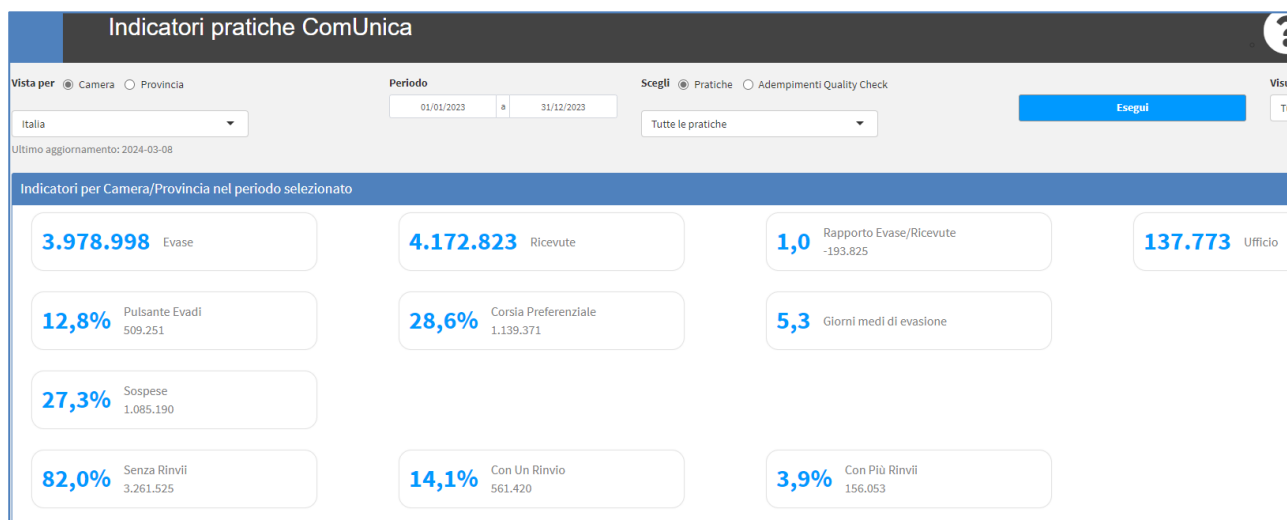 Indicatori pratiche ComUnica
?
Vista per Camera Provincia
Periodo
Scegli Pratiche Adempimenti Quality Check
01/01/2023 a 31/12/2023
Esegui
Italia
Tutte le pratiche
Ultimo aggiornamento: 2024-03-08
Indicatori per Camera/Provincia nel periodo selezionato
3.978.998 Evase
4.172.823 Ricevute
1,0 Rapporto Evase/Ricevute
-193.825
137.773 Ufficio
12,8% Pulsante Evadi
509.251
28,6% Corsia Preferenziale
1.139.371
5,3 Giorni medi di evasione
27,3% Sospese
1.085.190
82,0% Senza Rinvii
3.261.525
14,1% Con Un Rinvio
561.420
3,9% Con Più Rinvii
156.053